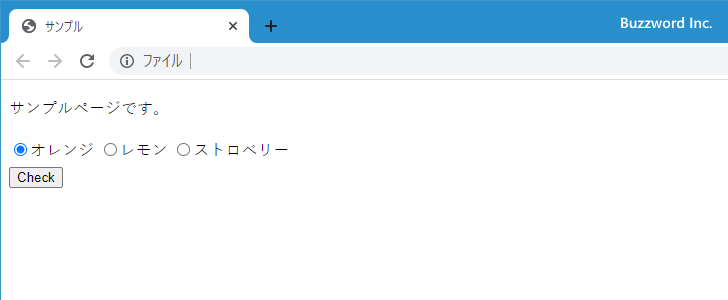 サンプル
Buzzword Inc.
ファイル
サンプルページです。
オレンジ レモン ストロベリー
Check